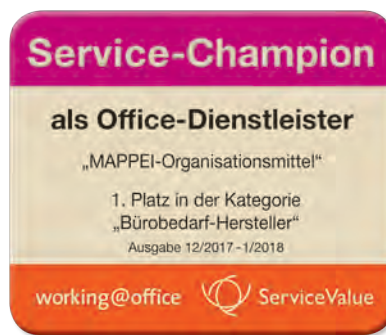 Service-Champion
als Office-Dienstleister
„MAPPEI-Organisationsmittel“
1. Platz in der Kategorie
„Bürobedarf-Hersteller“
Ausgabe 12/2017-1/2018
working@office ServiceValue